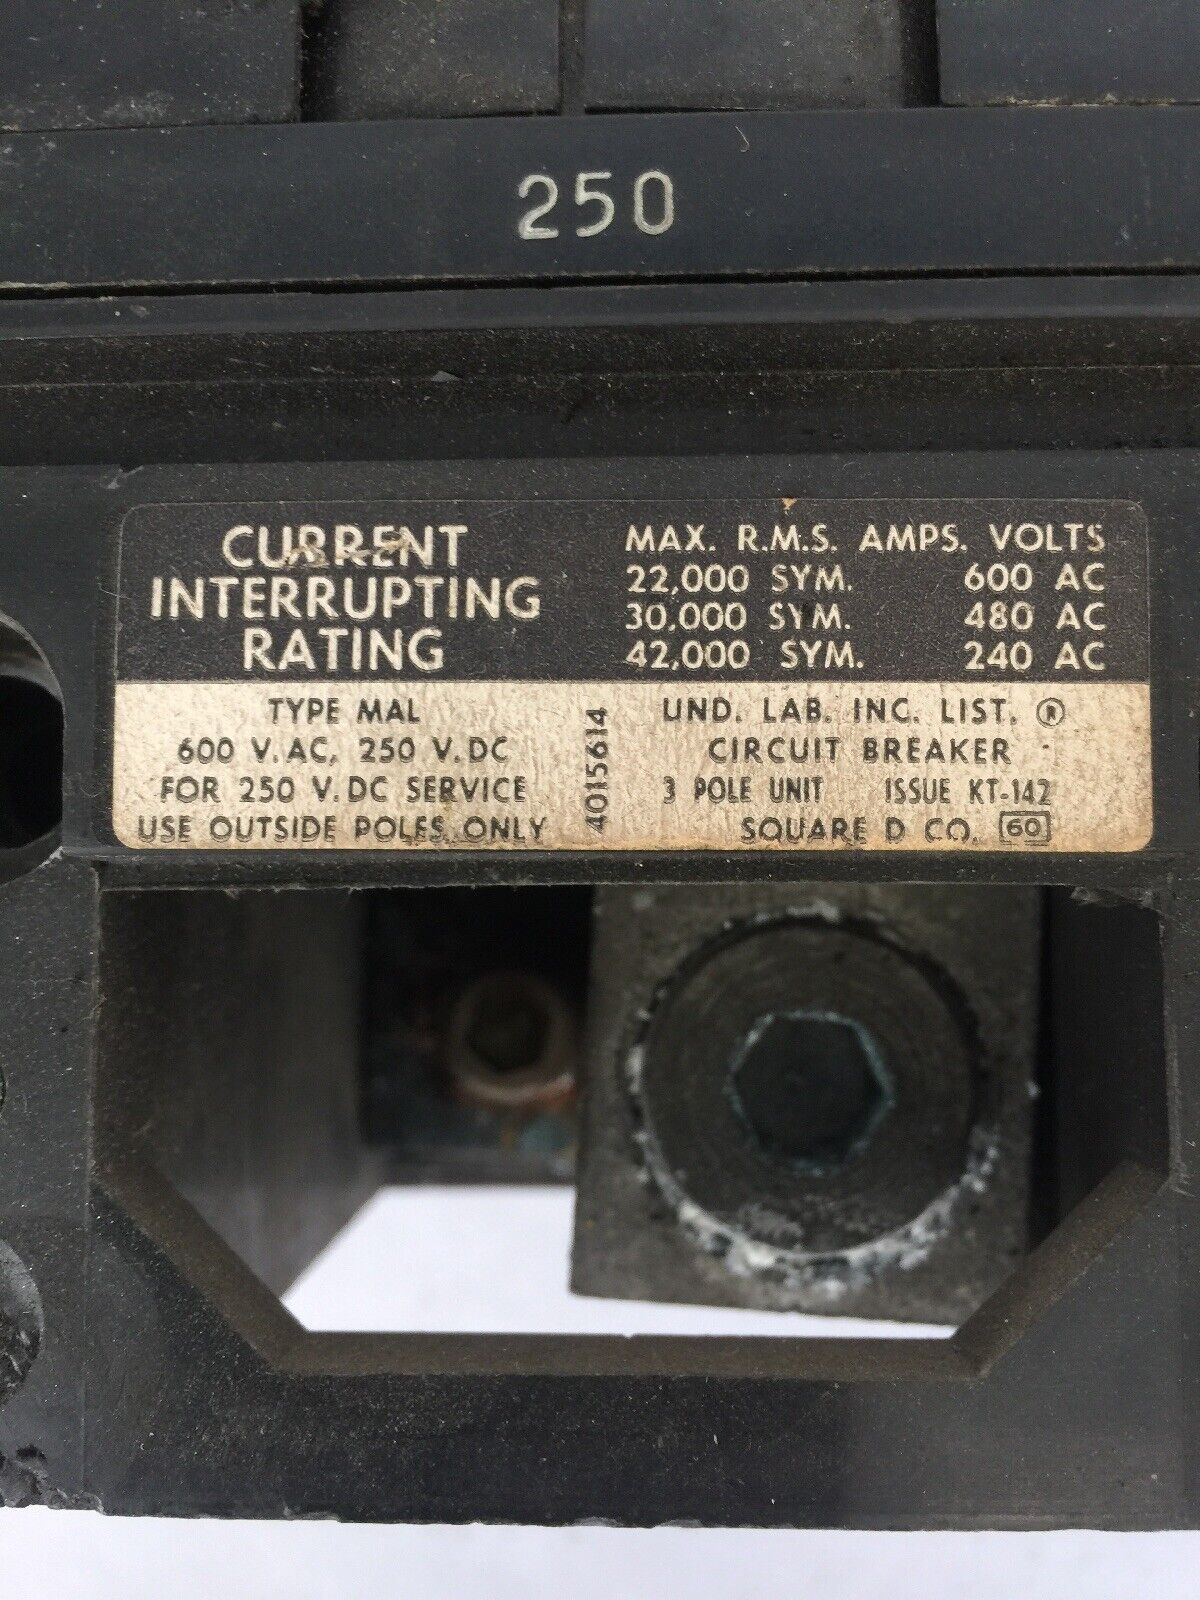 250
CURRENT
INTERRUPTING
RATING
MAX. R.M.S. AMPS. VOLTS
22,000 SYM. 600 AC
30,000 SYM. 480 AC
42,000 SYM. 240 AC
TYPE MAL
600 V.AC, 250 V.DC
FOR 250 V.DC SERVICE
USE OUTSIDE POLES ONLY
4015614
UND. LAB. INC. LIST. ®
CIRCUIT BREAKER
3 POLE UNIT ISSUE KT-142
SQUARE D CO. 60